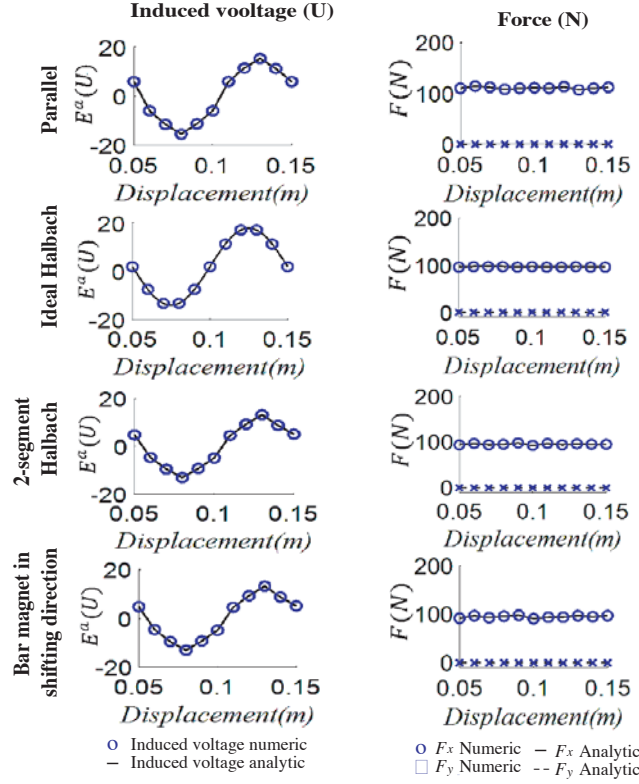 Induced vooltage (U)
Force (N)
Parallel
E^a(U)
20
0
-20
0.05 0.1 0.15
Displacement(m)
F(N)
200
100
0
0.05 0.1 0.15
Displacement(m)
Ideal Halbach
E^a(U)
20
0
-20
0.05 0.1 0.15
Displacement(m)
F(N)
200
100
0
0.05 0.1 0.15
Displacement(m)
2-segment
Halbach
E^a(U)
20
0
-20
0.05 0.1 0.15
Displacement(m)
F(N)
200
100
0
0.05 0.1 0.15
Displacement(m)
Bar magnet in
shifting direction
E^a(U)
20
0
-20
0.05 0.1 0.15
Displacement(m)
F(N)
200
100
0
0.05 0.1 0.15
Displacement(m)
Induced voltage numeric
Induced voltage analytic
Fx Numeric Fx Analytic
Fy Numeric Fy Analytic